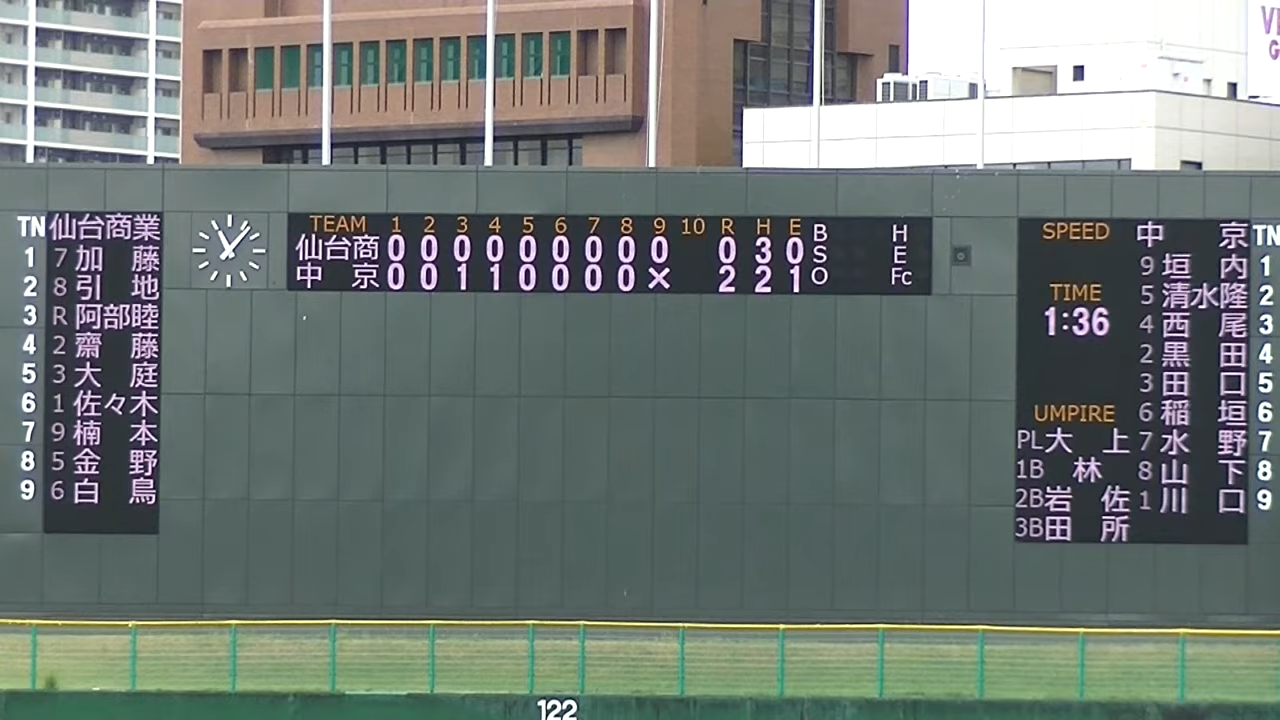 TN 仙台商業
1 7 加 藤
2 8 引 地
3 R 阿部睦
4 2 齋 藤
5 3 大 庭
6 1 佐々木
7 9 楠 本
8 5 金 野
9 6 白 鳥
TEAM 1 2 3 4 5 6 7 8 9 10 R H E
仙台商 0 0 0 0 0 0 0 0 0 0 3 0
中 京 0 0 1 1 0 0 0 0 × 2 2 1
B H
S E
O Fc
SPEED
TIME
1:36
UMPIRE
PL 大 上
1B 林
2B 岩 佐
3B 田 所
中 京 TN
9 垣 内 1
5 清水隆 2
4 西 尾 3
2 黒 田 4
3 田 口 5
6 稲 垣 6
7 水 野 7
8 山 下 8
1 川 口 9
122